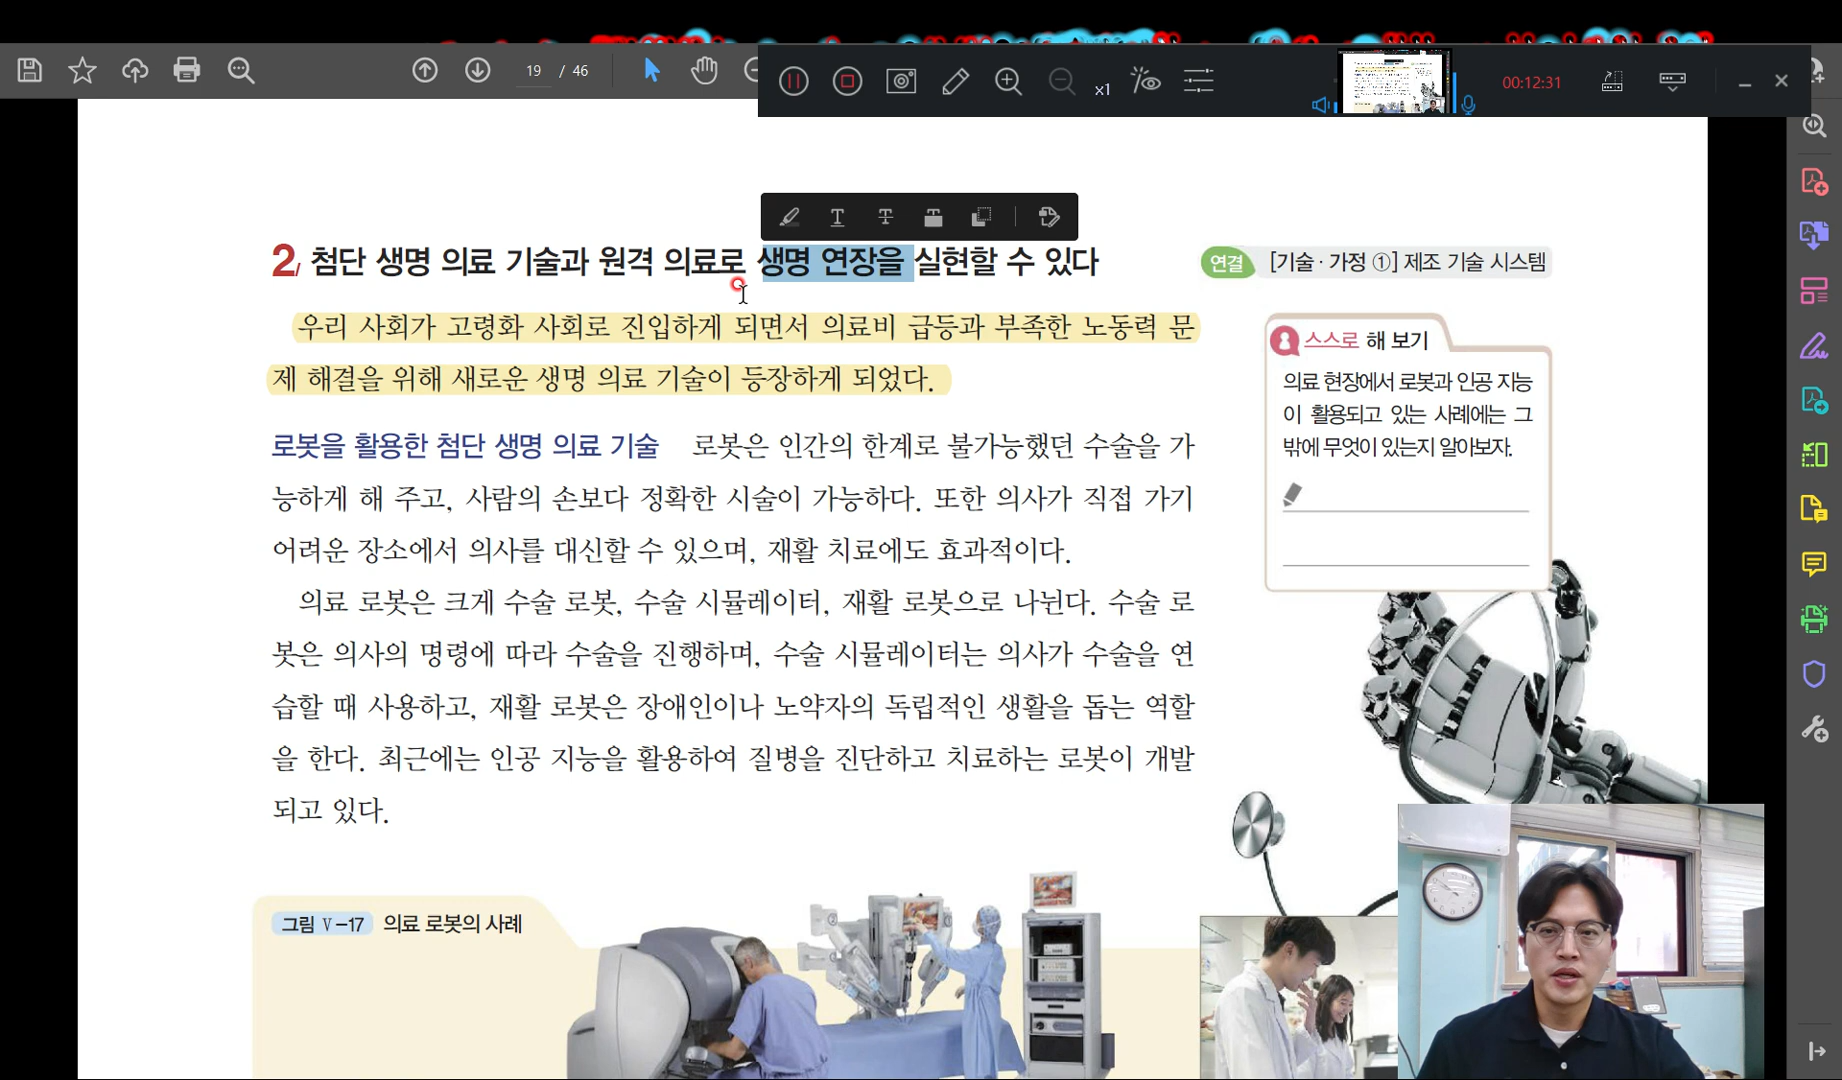 19 / 46
x1
00:12:31
2/ 첨단 생명 의료 기술과 원격 의료로 생명 연장을 실현할 수 있다
연결 [기술·가정 ①] 제조 기술 시스템
우리 사회가 고령화 사회로 진입하게 되면서 의료비 급등과 부족한 노동력 문
제 해결을 위해 새로운 생명 의료 기술이 등장하게 되었다.
로봇을 활용한 첨단 생명 의료 기술 로봇은 인간의 한계로 불가능했던 수술을 가
능하게 해 주고, 사람의 손보다 정확한 시술이 가능하다. 또한 의사가 직접 가기
어려운 장소에서 의사를 대신할 수 있으며, 재활 치료에도 효과적이다.
의료 로봇은 크게 수술 로봇, 수술 시뮬레이터, 재활 로봇으로 나뉜다. 수술 로
봇은 의사의 명령에 따라 수술을 진행하며, 수술 시뮬레이터는 의사가 수술을 연
습할 때 사용하고, 재활 로봇은 장애인이나 노약자의 독립적인 생활을 돕는 역할
을 한다. 최근에는 인공 지능을 활용하여 질병을 진단하고 치료하는 로봇이 개발
되고 있다.
스스로 해 보기
의료 현장에서 로봇과 인공 지능
이 활용되고 있는 사례에는 그
밖에 무엇이 있는지 알아보자.
그림 Ⅴ-17 의료 로봇의 사례